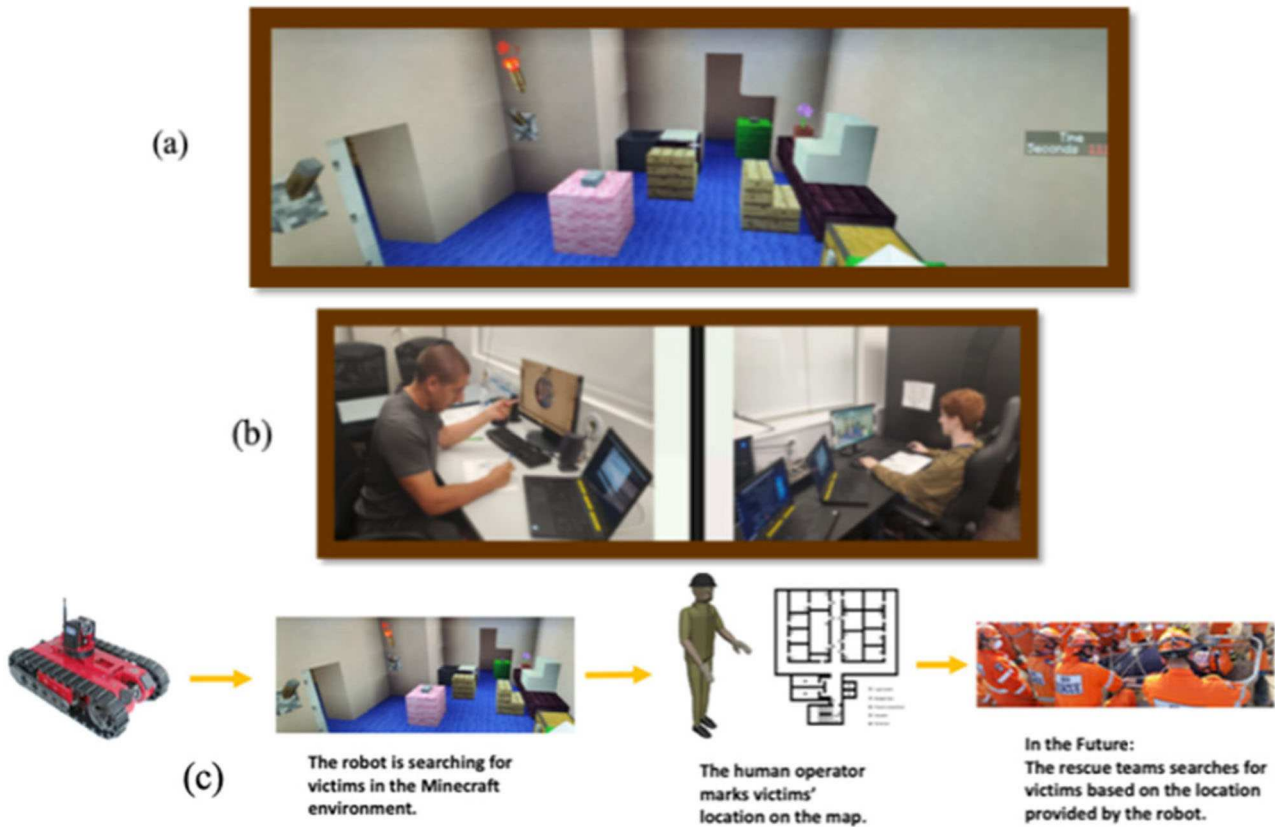 (a)
Time
Seconds
(b)
(c)
The robot is searching for
victims in the Minecraft
environment.
The human operator
marks victims'
location on the map.
In the Future:
The rescue teams searches for
victims based on the location
provided by the robot.